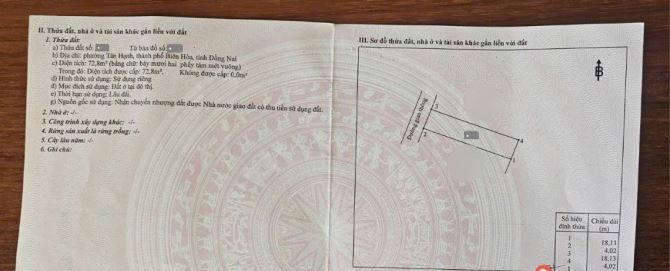 II. Thửa đất, nhà ở và tài sản khác gắn liền với đất
1. Thửa đất:
a) Thửa đất số: Tờ bản đồ số:
b) Địa chỉ: phường Tân Hạnh, thành phố Biên Hòa, tỉnh Đồng Nai
c) Diện tích: 72,8m² (bằng chữ: bảy mươi hai phẩy tám mét vuông)
Trong đó: Diện tích được cấp: 72,8m², Không được cấp: 0,0m²
d) Hình thức sử dụng: Sử dụng riêng
đ) Mục đích sử dụng: Đất ở tại đô thị.
e) Thời hạn sử dụng: Lâu dài.
g) Nguồn gốc sử dụng: Nhận chuyển nhượng đất được Nhà nước giao đất có thu tiền sử dụng đất.
2. Nhà ở: -/-
3. Công trình xây dựng khác: -/-
4. Rừng sản xuất là rừng trồng: -/-
5. Cây lâu năm: -/-
6. Ghi chú:
III. Sơ đồ thửa đất, nhà ở và tài sản khác gắn liền với đất
B
Đường giao thông
3
2
4
1
Số hiệu đỉnh thửa
Chiều dài (m)
1
2
3
4
18,13
4,02
18,13
4,02